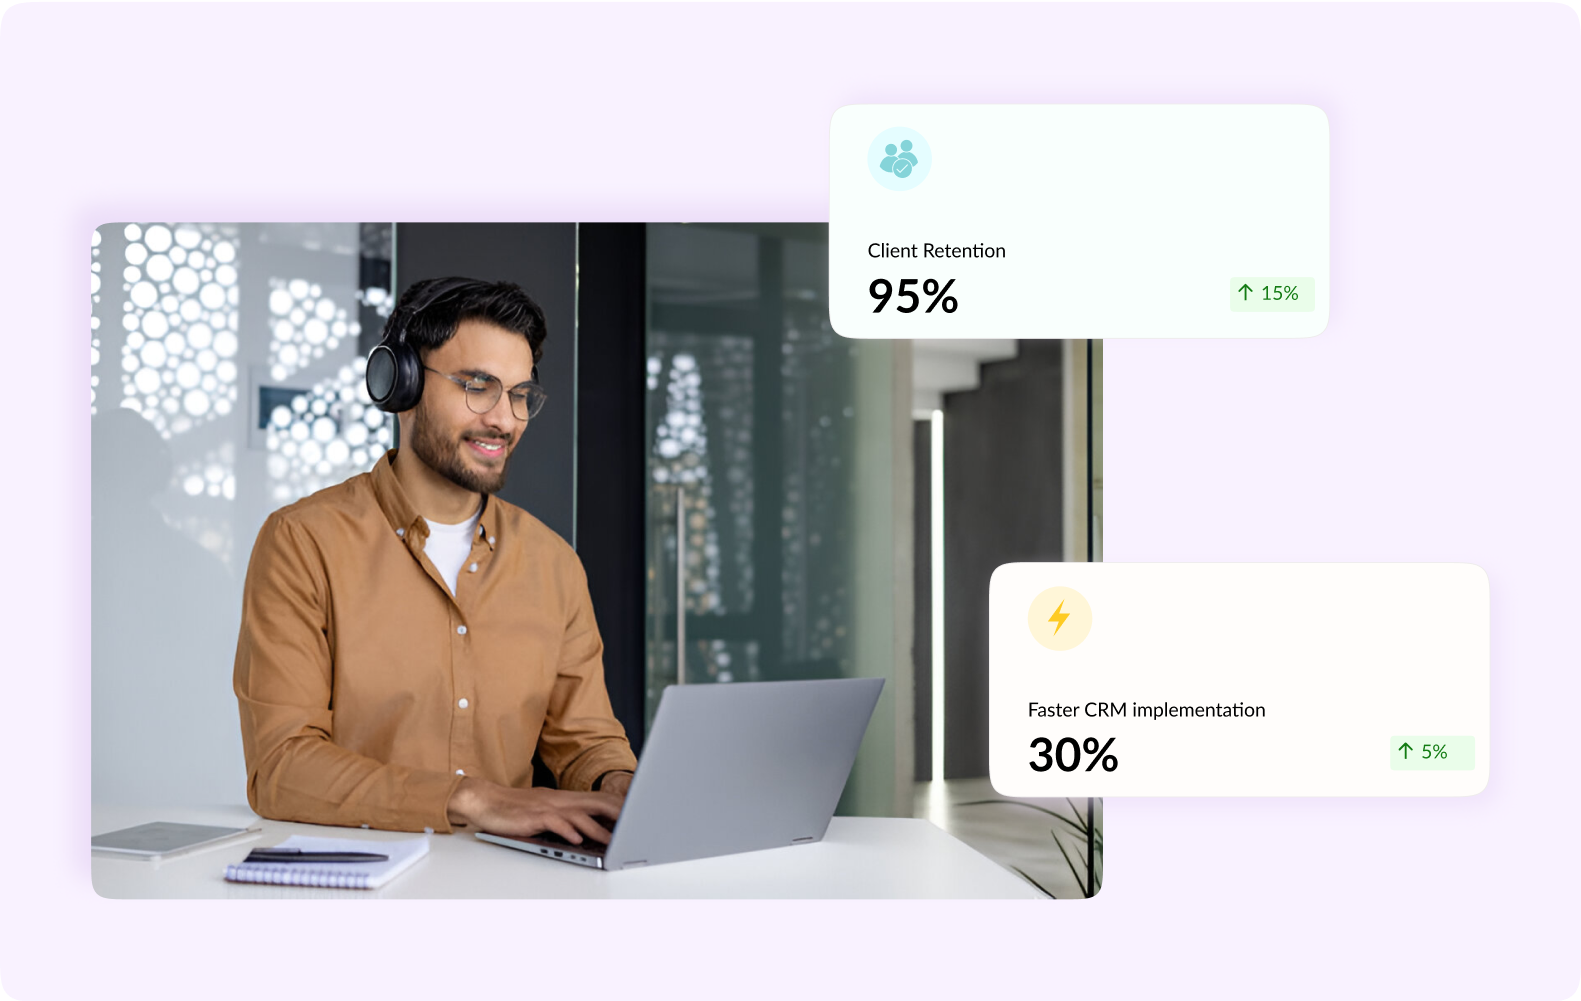 Client Retention
95%
↑ 15%
Faster CRM implementation
30%
↑ 5%